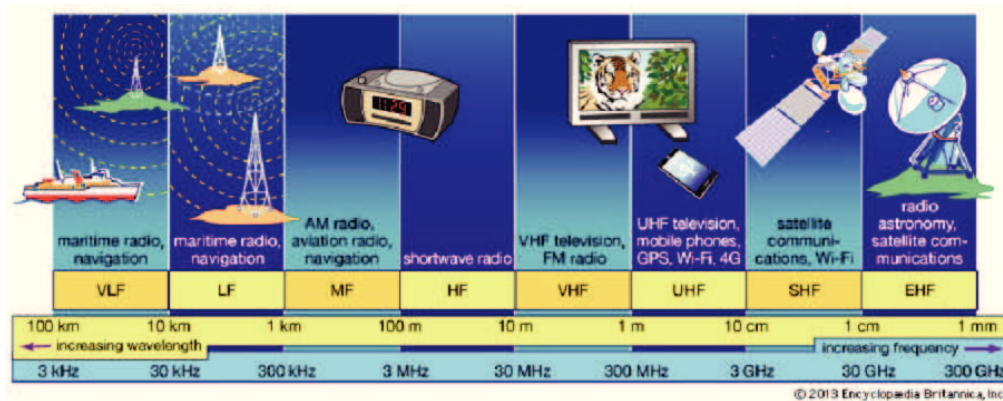 11:29
maritime radio,
navigation
maritime radio,
navigation
AM radio,
aviation radio,
navigation
shortwave radio
VHF television,
FM radio
UHF television,
mobile phones,
GPS, Wi-Fi, 4G
satellite
communi-
cations, Wi-Fi
radio
astronomy,
satellite com-
munications
VLF LF MF HF VHF UHF SHF EHF
100 km 10 km 1 km 100 m 10 m 1 m 10 cm 1 cm 1 mm
increasing wavelength increasing frequency
3 kHz 30 kHz 300 kHz 3 MHz 30 MHz 300 MHz 3 GHz 30 GHz 300 GHz
© 2013 Encyclopædia Britannica, Inc